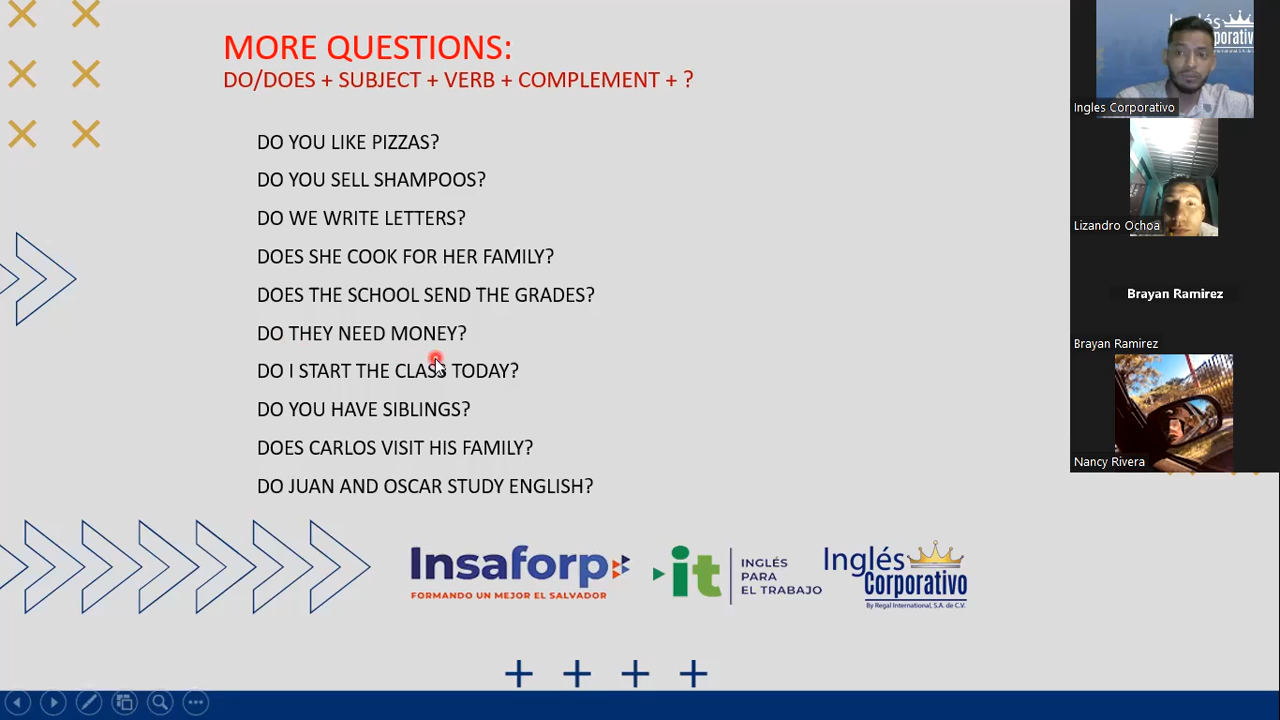 MORE QUESTIONS:
DO/DOES + SUBJECT + VERB + COMPLEMENT + ?
DO YOU LIKE PIZZAS?
DO YOU SELL SHAMPOOS?
DO WE WRITE LETTERS?
DOES SHE COOK FOR HER FAMILY?
DOES THE SCHOOL SEND THE GRADES?
DO THEY NEED MONEY?
DO I START THE CLASS TODAY?
DO YOU HAVE SIBLINGS?
DOES CARLOS VISIT HIS FAMILY?
DO JUAN AND OSCAR STUDY ENGLISH?
Insaforp
FORMANDO UN MEJOR EL SALVADOR
it
INGLÉS
PARA
EL TRABAJO
Inglés
Corporativo
By Regal International, S.A. de C.V.
Ingles Corporativo
Lizandro Ochoa
Brayan Ramirez
Brayan Ramirez
Nancy Rivera